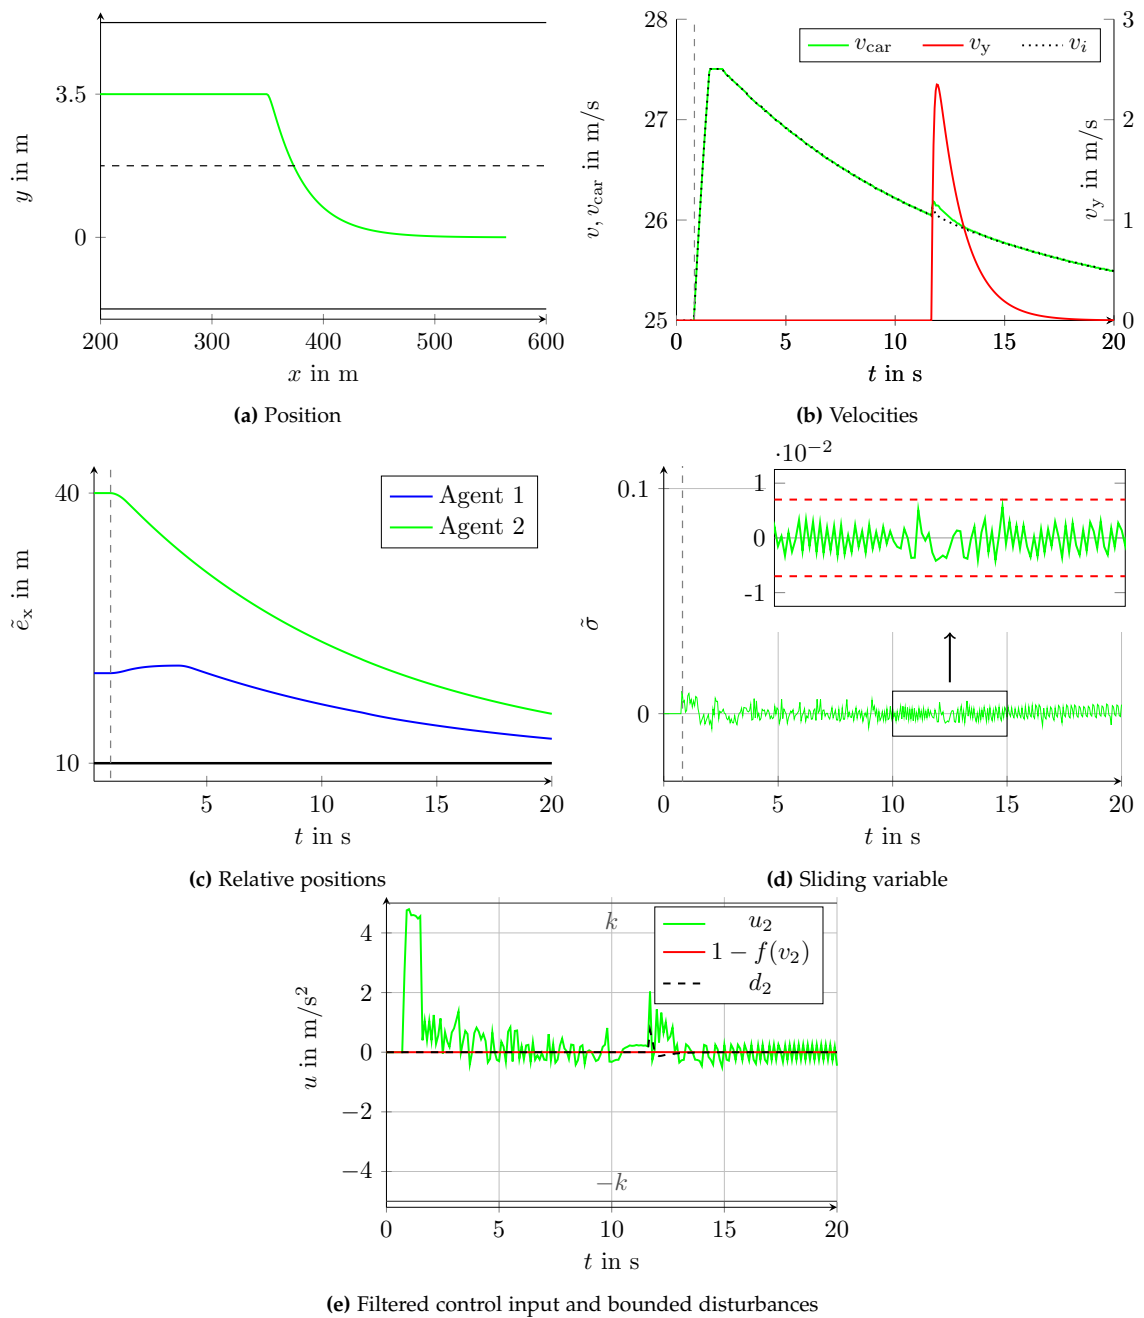 y in m
3.5
0
200 300 400 500 600
x in m
(a) Position
v, v_car in m/s
28
27
26
25
v_car v_y v_i
3
2
1
0
v_y in m/s
0 5 10 15 20
t in s
(b) Velocities
ẽ_x in m
40
10
Agent 1
Agent 2
5 10 15 20
t in s
(c) Relative positions
σ̃
0.1
0
·10⁻²
1
0
-1
0 5 10 15 20
t in s
(d) Sliding variable
u in m/s²
4
2
0
−2
−4
k
−k
u₂
1 − f(v₂)
d₂
0 5 10 15 20
t in s
(e) Filtered control input and bounded disturbances